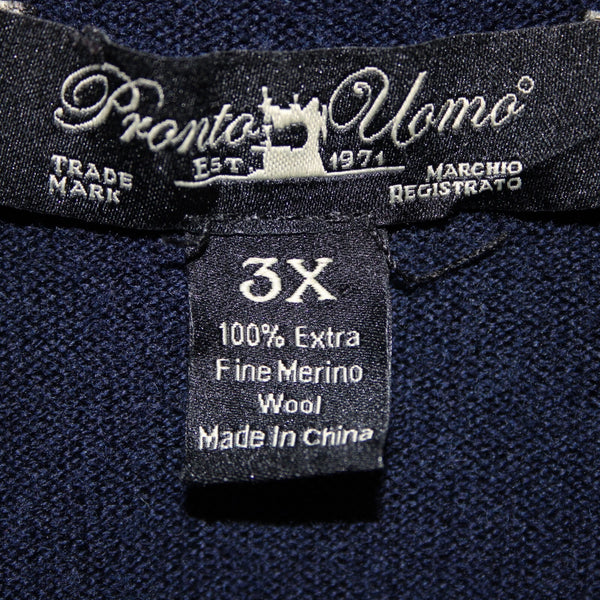 Pronto Uomo®
TRADE MARK
EST 1971
MARCHIO REGISTRATO
3X
100% Extra
Fine Merino
Wool
Made In China